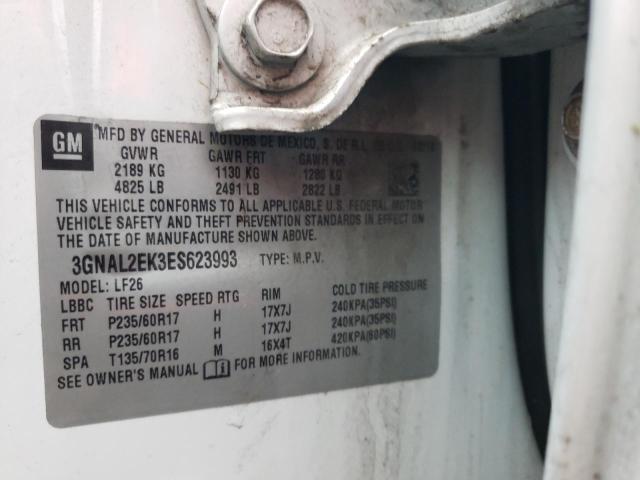 GM
MFD BY GENERAL MOTORS DE MEXICO, S. DE R.L.
GVWR GAWR FRT GAWR RR
2189 KG 1130 KG 1280 KG
4825 LB 2491 LB 2822 LB
THIS VEHICLE CONFORMS TO ALL APPLICABLE U.S. FEDERAL MOTOR
VEHICLE SAFETY AND THEFT PREVENTION STANDARDS IN EFFECT ON
THE DATE OF MANUFACTURE SHOWN ABOVE.
3GNAL2EK3ES623993 TYPE: M.P.V.
MODEL: LF26
LBBC TIRE SIZE SPEED RTG RIM COLD TIRE PRESSURE
FRT P235/60R17 H 17X7J 240KPA(35PSI)
RR P235/60R17 H 17X7J 240KPA(35PSI)
SPA T135/70R16 M 16X4T 420KPA(60PSI)
SEE OWNER'S MANUAL i FOR MORE INFORMATION.